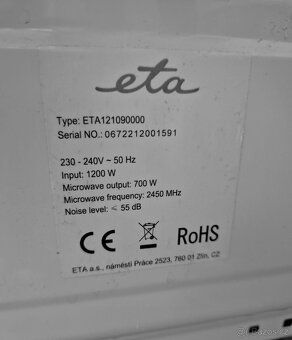 eta
Type: ETA121090000
Serial NO.: 0672212001591
230 - 240V ~ 50 Hz
Input: 1200 W
Microwave output: 700 W
Microwave frequency: 2450 MHz
Noise level: < 55 dB
CE RoHS
ETA a.s., náměstí Práce 2523, 760 01 Zlín, CZ